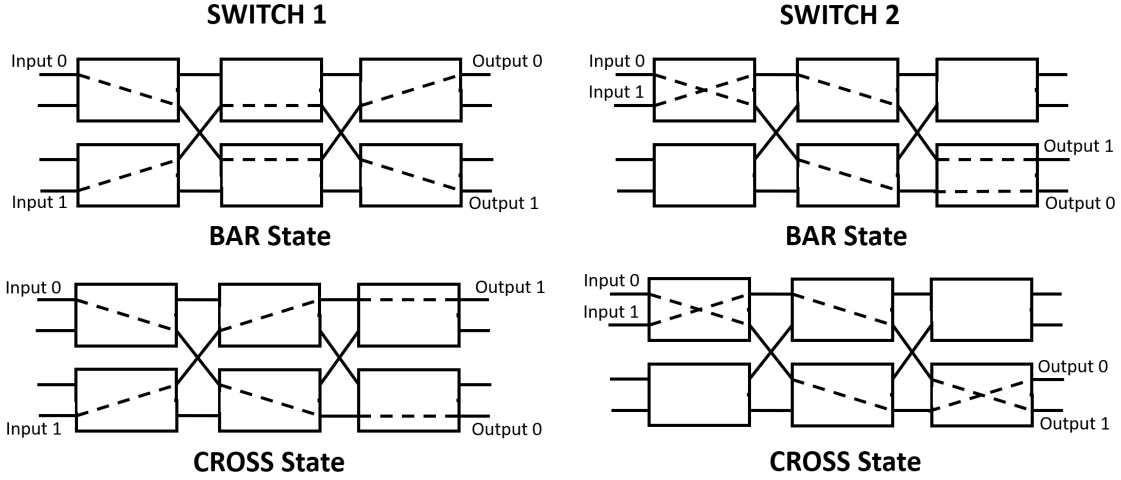 SWITCH 1
Input 0
Output 0
Input 1
Output 1
BAR State
Input 0
Output 1
Input 1
Output 0
CROSS State
SWITCH 2
Input 0
Input 1
Output 1
Output 0
BAR State
Input 0
Input 1
Output 0
Output 1
CROSS State